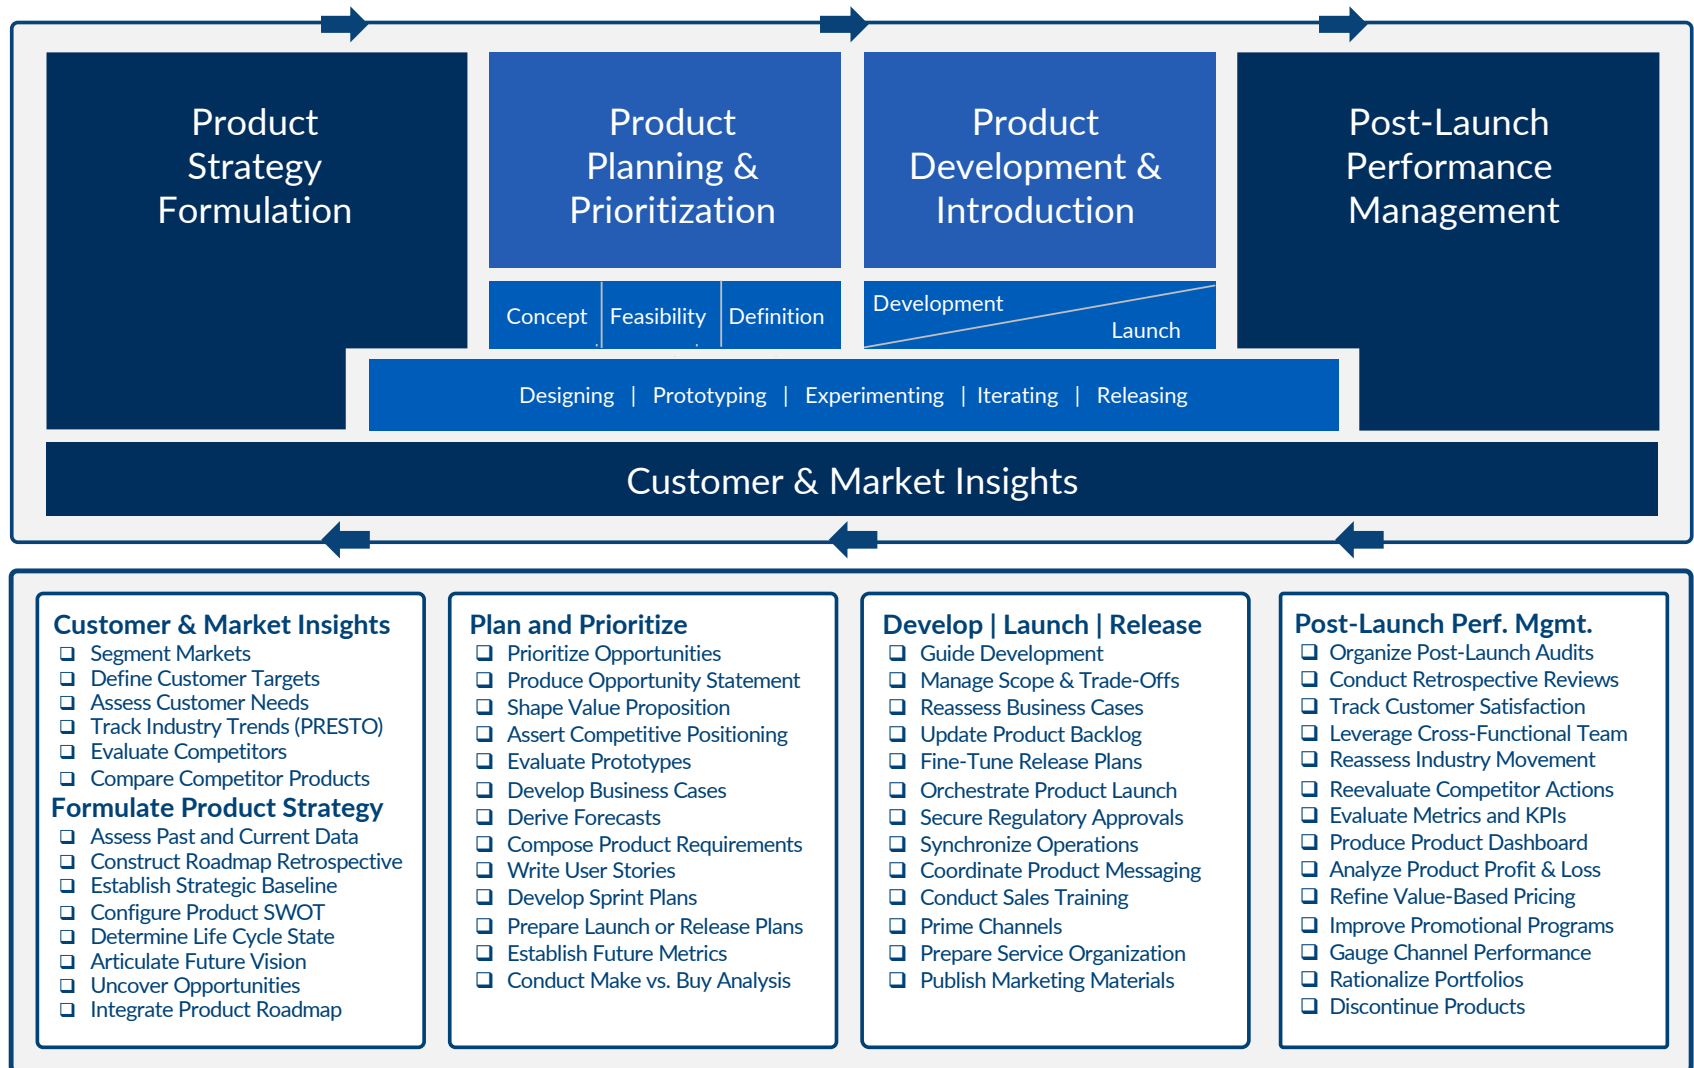 Product
Strategy
Formulation
Product
Planning &
Prioritization
Product
Development &
Introduction
Post-Launch
Performance
Management
Concept
Feasibility
Definition
Development
Launch
Designing | Prototyping | Experimenting | Iterating | Releasing
Customer & Market Insights
Customer & Market Insights
Segment Markets
Define Customer Targets
Assess Customer Needs
Track Industry Trends (PRESTO)
Evaluate Competitors
Compare Competitor Products
Formulate Product Strategy
Assess Past and Current Data
Construct Roadmap Retrospective
Establish Strategic Baseline
Configure Product SWOT
Determine Life Cycle State
Articulate Future Vision
Uncover Opportunities
Integrate Product Roadmap
Plan and Prioritize
Prioritize Opportunities
Produce Opportunity Statement
Shape Value Proposition
Assert Competitive Positioning
Evaluate Prototypes
Develop Business Cases
Derive Forecasts
Compose Product Requirements
Write User Stories
Develop Sprint Plans
Prepare Launch or Release Plans
Establish Future Metrics
Conduct Make vs. Buy Analysis
Develop | Launch | Release
Guide Development
Manage Scope & Trade-Offs
Reassess Business Cases
Update Product Backlog
Fine-Tune Release Plans
Orchestrate Product Launch
Secure Regulatory Approvals
Synchronize Operations
Coordinate Product Messaging
Conduct Sales Training
Prime Channels
Prepare Service Organization
Publish Marketing Materials
Post-Launch Perf. Mgmt.
Organize Post-Launch Audits
Conduct Retrospective Reviews
Track Customer Satisfaction
Leverage Cross-Functional Team
Reassess Industry Movement
Reevaluate Competitor Actions
Evaluate Metrics and KPIs
Produce Product Dashboard
Analyze Product Profit & Loss
Refine Value-Based Pricing
Improve Promotional Programs
Gauge Channel Performance
Rationalize Portfolios
Discontinue Products